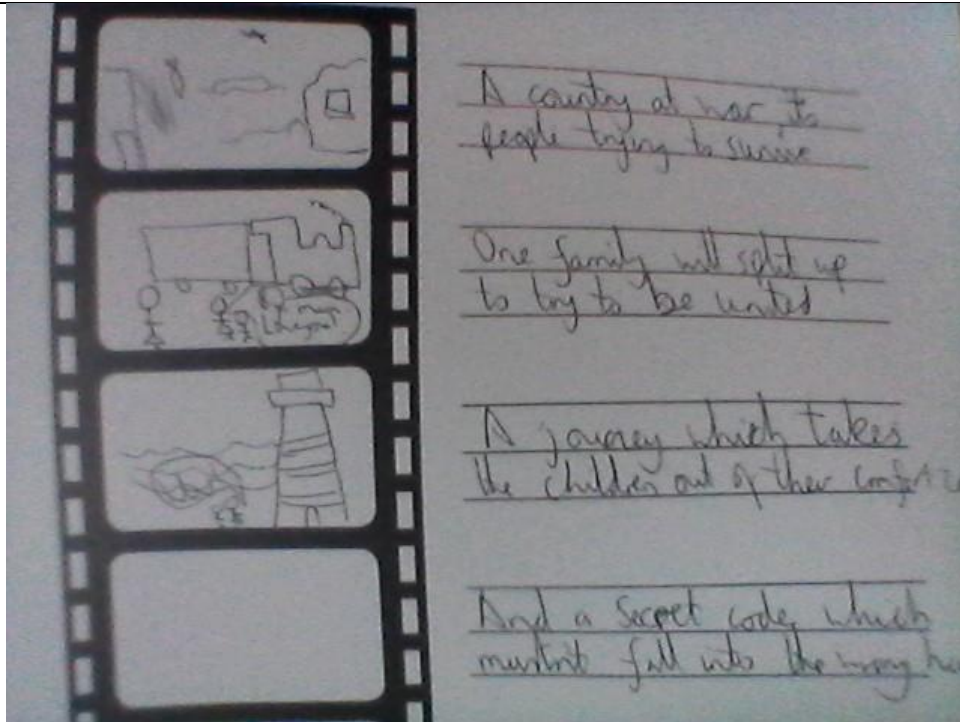 A country at war, its
people trying to survive
One family will split up
to try to be united
A journey which takes
the children out of their comfort
And a secret code, which
mustn't fall into the wrong